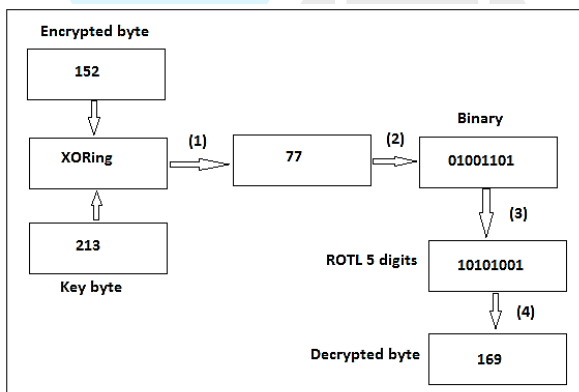 Encrypted byte
152
Binary
(1)
(2)
XORing
77
01001101
(3)
213
ROTL 5 digits
10101001
Key byte
(4)
Decrypted byte
169